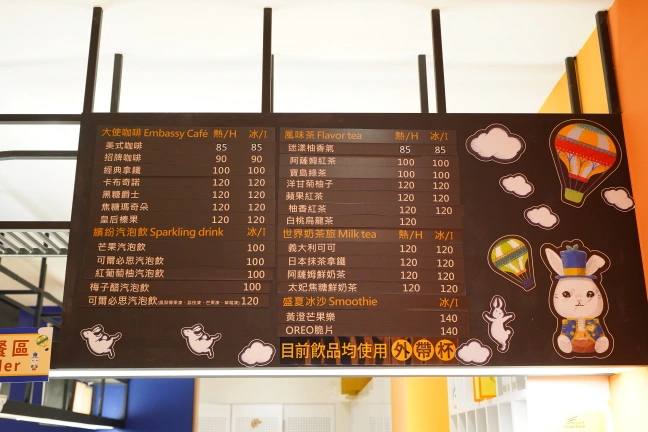 大使咖啡 Embassy Café 熱/H 冰/I
美式咖啡 85 85
招牌咖啡 90 90
經典拿鐵 100 100
卡布奇諾 120 120
黑糖爵士 120 120
焦糖瑪奇朵 120 120
皇后榛果 120 120
繽紛汽泡飲 Sparkling drink 冰/I
芒果汽泡飲 100
可爾必思汽泡飲 100
紅葡萄柚汽泡飲 100
梅子醋汽泡飲 100
可爾必思汽泡飲 120
風味茶 Flavor tea 熱/H 冰/I
鎂漾柚香氣 85 85
阿薩姆紅茶 100 100
寶島綠茶 100 100
洋甘菊柚子 120 120
蘋果紅茶 120 120
柚香紅茶 120 120
白桃烏龍茶 120
世界奶茶旅 Milk tea 熱/H 冰/I
義大利可可 120 120
日本抹茶拿鐵 120 120
阿薩姆鮮奶茶 120 120
太妃焦糖鮮奶茶 120 120
盛夏冰沙 Smoothie 冰/I
黃澄芒果樂 140
OREO脆片 140
目前飲品均使用 外帶杯
餐區
der